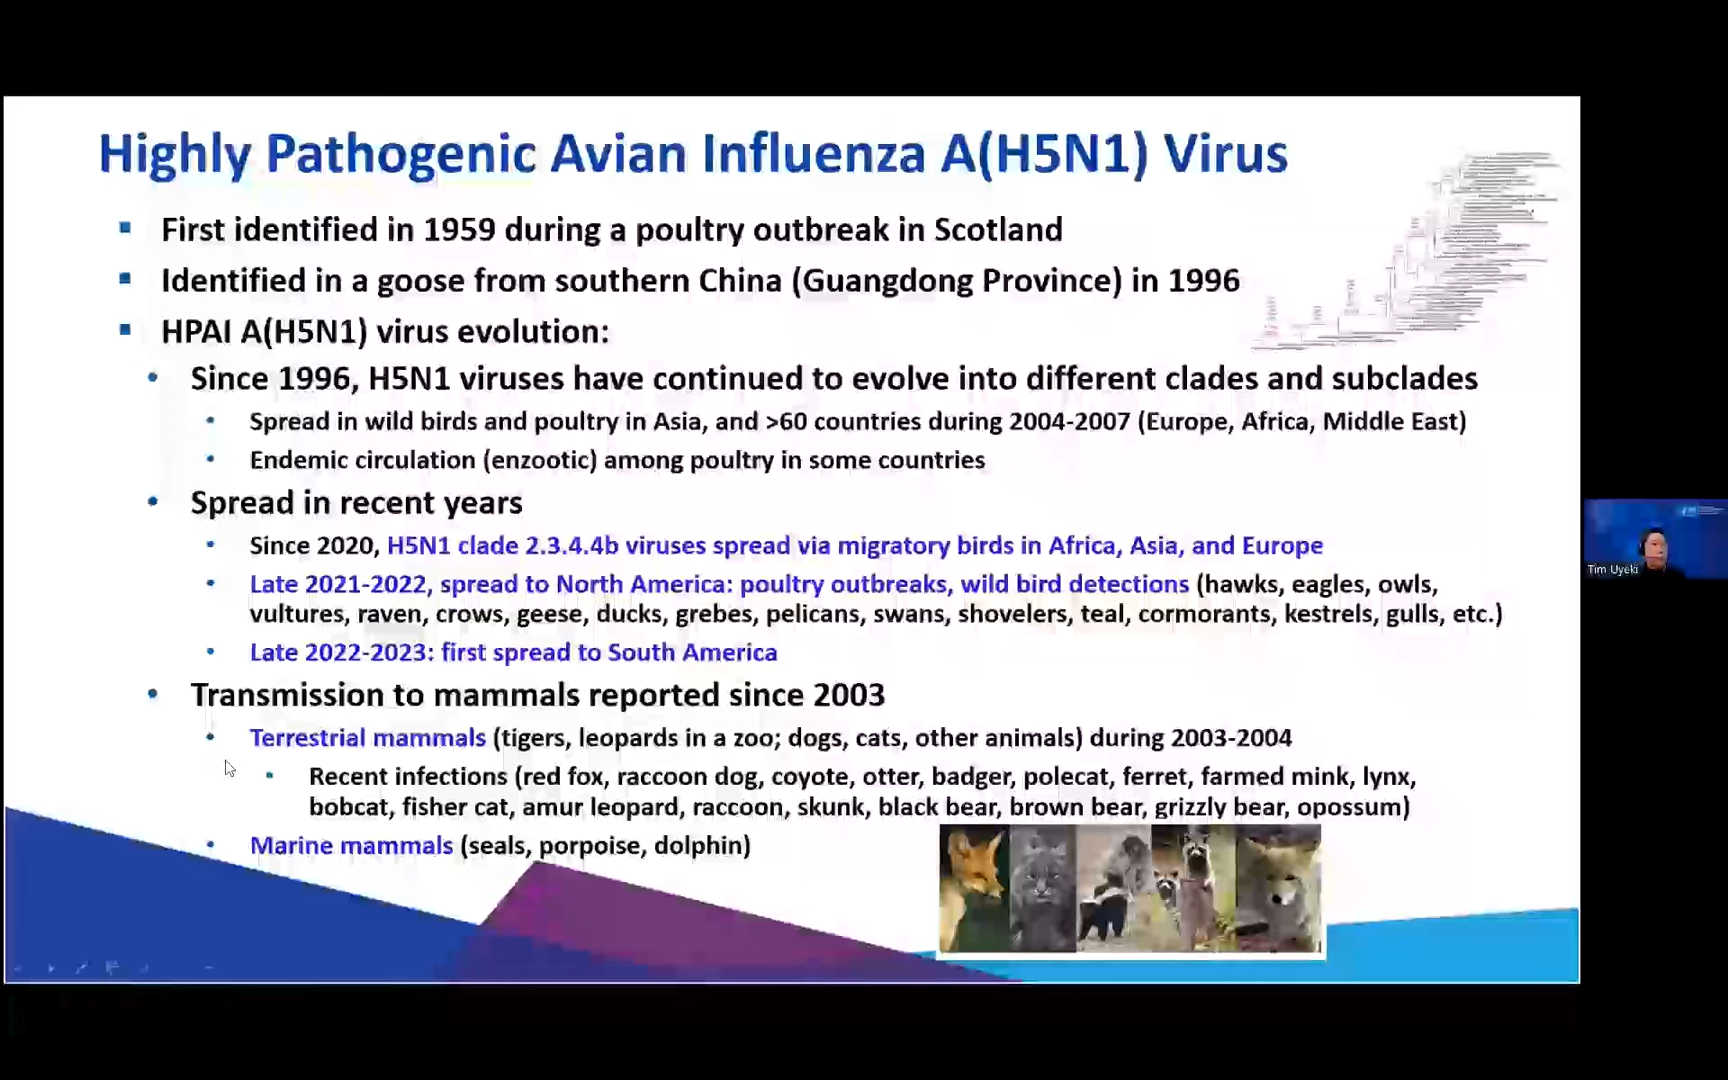 Highly Pathogenic Avian Influenza A(H5N1) Virus
First identified in 1959 during a poultry outbreak in Scotland
Identified in a goose from southern China (Guangdong Province) in 1996
HPAI A(H5N1) virus evolution:
Since 1996, H5N1 viruses have continued to evolve into different clades and subclades
Spread in wild birds and poultry in Asia, and >60 countries during 2004-2007 (Europe, Africa, Middle East)
Endemic circulation (enzootic) among poultry in some countries
Spread in recent years
Since 2020, H5N1 clade 2.3.4.4b viruses spread via migratory birds in Africa, Asia, and Europe
Late 2021-2022, spread to North America: poultry outbreaks, wild bird detections (hawks, eagles, owls,
vultures, raven, crows, geese, ducks, grebes, pelicans, swans, shovelers, teal, cormorants, kestrels, gulls, etc.)
Late 2022-2023: first spread to South America
Transmission to mammals reported since 2003
Terrestrial mammals (tigers, leopards in a zoo; dogs, cats, other animals) during 2003-2004
Recent infections (red fox, raccoon dog, coyote, otter, badger, polecat, ferret, farmed mink, lynx,
bobcat, fisher cat, amur leopard, raccoon, skunk, black bear, brown bear, grizzly bear, opossum)
Marine mammals (seals, porpoise, dolphin)
Tim Uyeki